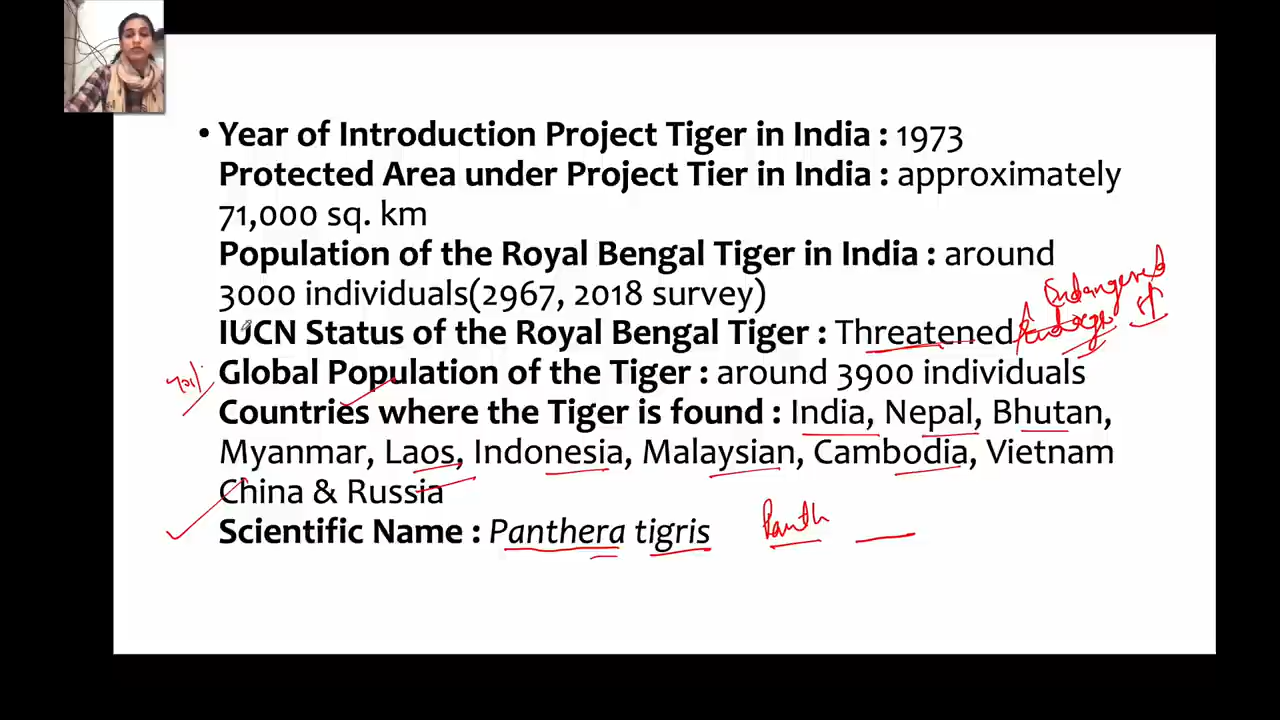 • Year of Introduction Project Tiger in India : 1973
Protected Area under Project Tier in India : approximately
71,000 sq. km
Population of the Royal Bengal Tiger in India : around
3000 individuals(2967, 2018 survey)
Endangered
IUCN Status of the Royal Bengal Tiger : Threatened
70%
Global Population of the Tiger : around 3900 individuals
Countries where the Tiger is found : India, Nepal, Bhutan,
Myanmar, Laos, Indonesia, Malaysian, Cambodia, Vietnam
China & Russia
Scientific Name : Panthera tigris Panth